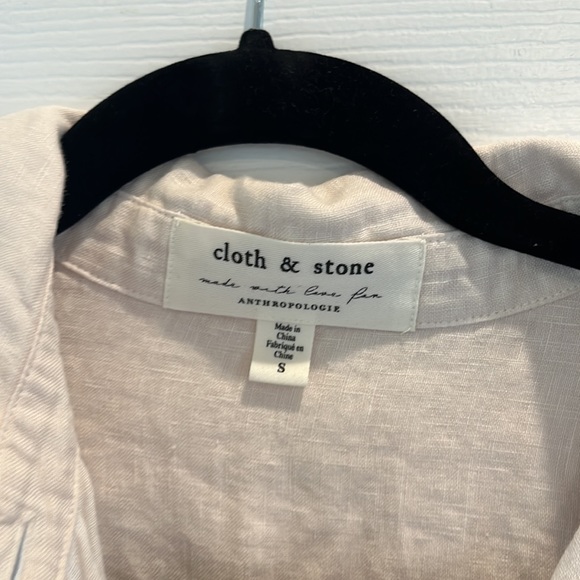 cloth & stone
made with love for
ANTHROPOLOGIE
Made in
China
Fabriqué en
Chine
S